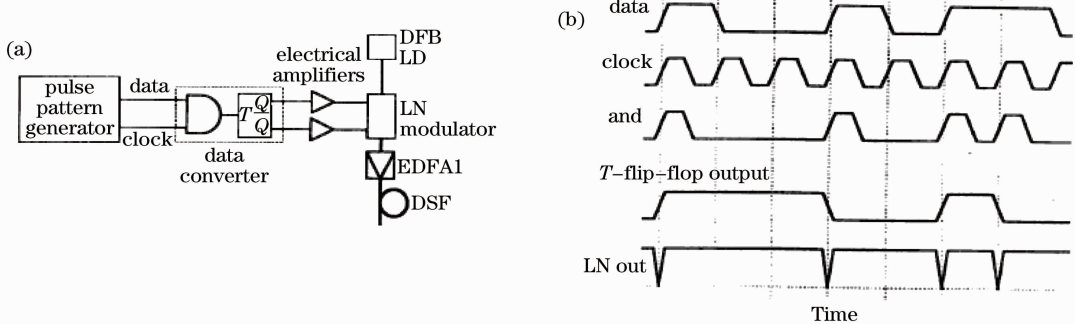 (a)
DFB
LD
electrical
amplifiers
pulse
pattern
generator
data
clock
T
Q
Q
data
converter
LN
modulator
EDFA1
DSF
(b)
data
clock
and
T-flip-flop output
LN out
Time